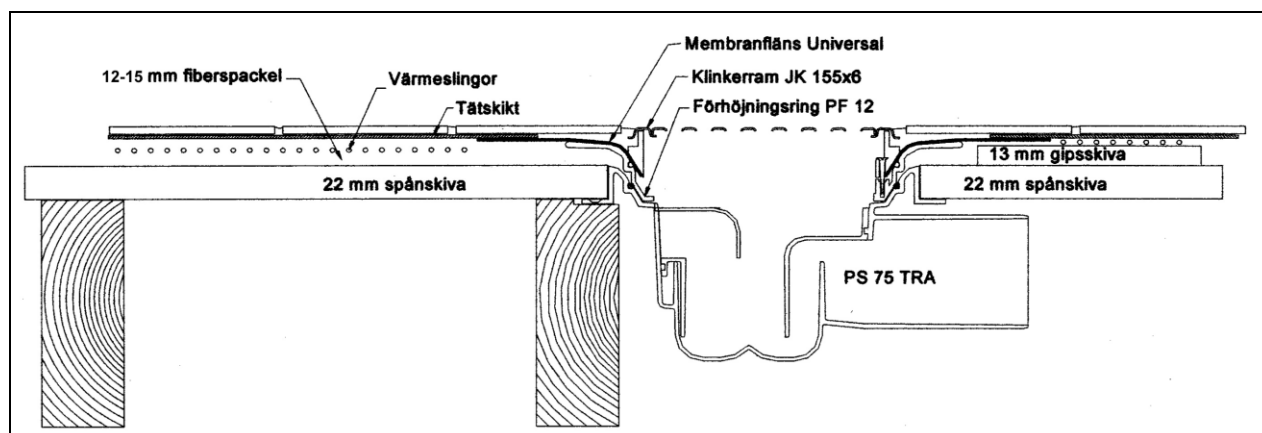 Membranfläns Universal
Klinkerram JK 155x6
12-15 mm fiberspackel
Värmeslingor
Förhöjningsring PF 12
Tätskikt
13 mm gipsskiva
22 mm spånskiva
22 mm spånskiva
PS 75 TRA